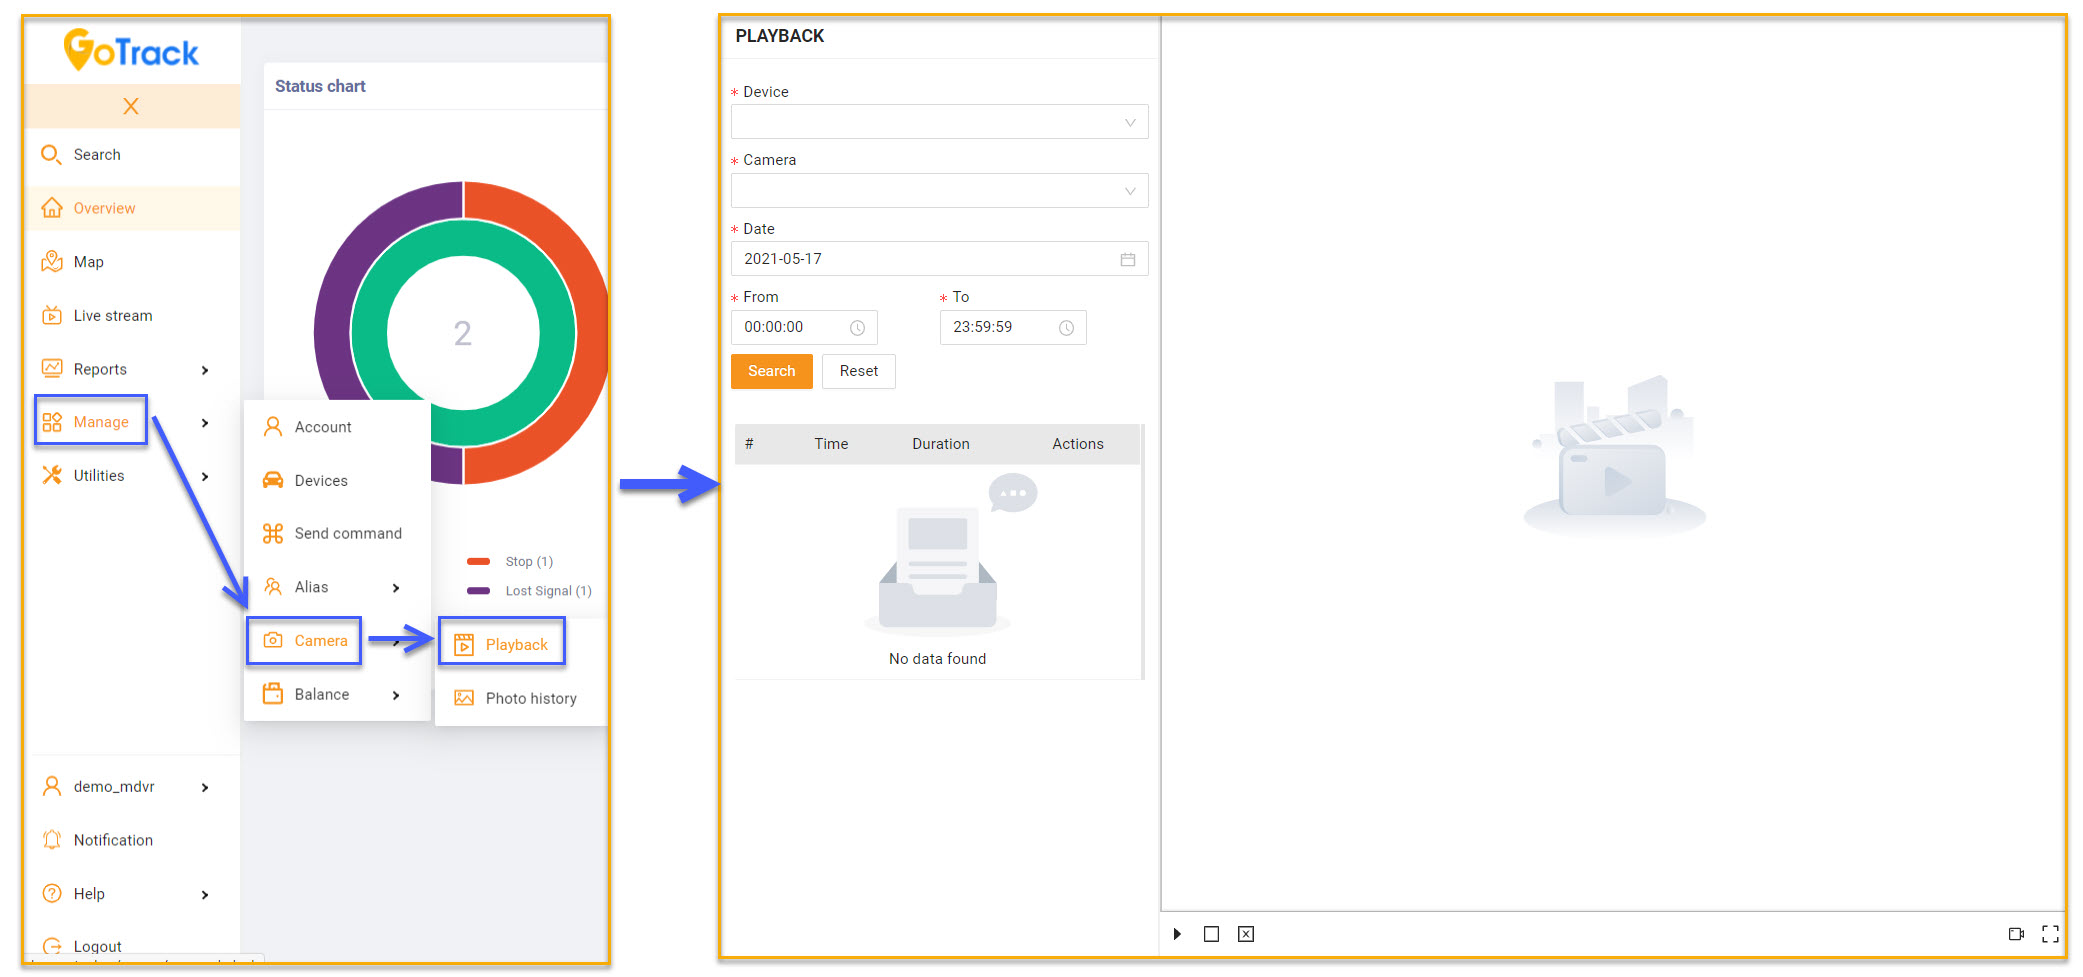 GoTrack
X
Search
Overview
Map
Live stream
Reports
Manage
Utilities
demo_mdvr
Notification
Help
Logout
Status chart
2
Stop (1)
Lost Signal (1)
Account
Devices
Send command
Alias
Camera
Balance
Playback
Photo history
PLAYBACK
* Device
* Camera
* Date
2021-05-17
* From * To
00:00:00 23:59:59
Search Reset
# Time Duration Actions
No data found